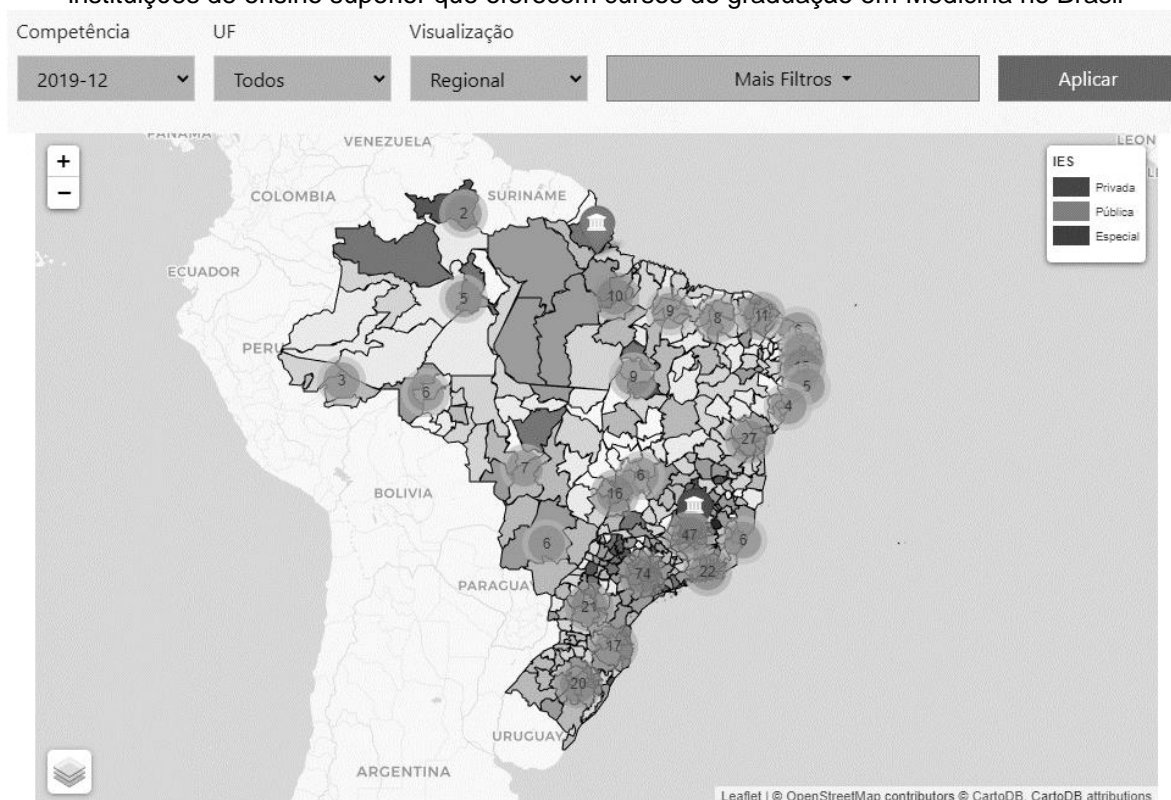 instituições de ensino superior que oferecem cursos de graduação em Medicina no Brasil
Competência UF Visualização
2019-12 Todos Regional Mais Filtros Aplicar
PANAMÁ
VENEZUELA
LEON
+
−
IES
Privada
Pública
Especial
COLOMBIA
SURINAME
2
ECUADOR
5
10
9
8
11
PERU
3
6
9
5
4
27
7
6
16
BOLIVIA
6
47
6
74
22
PARAGUA
21
17
20
URUGUAY
ARGENTINA
Leaflet | © OpenStreetMap contributors © CartoDB, CartoDB attributions